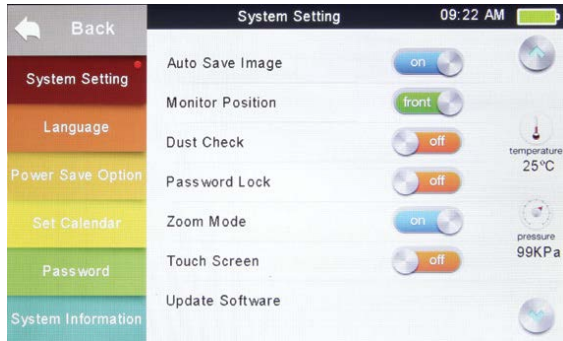 Back
System Setting
09:22 AM
System Setting
Language
Power Save Option
Set Calendar
Password
System Information
Auto Save Image
on
Monitor Position
front
Dust Check
off
Password Lock
off
Zoom Mode
on
Touch Screen
off
Update Software
temperature
25°C
pressure
99KPa